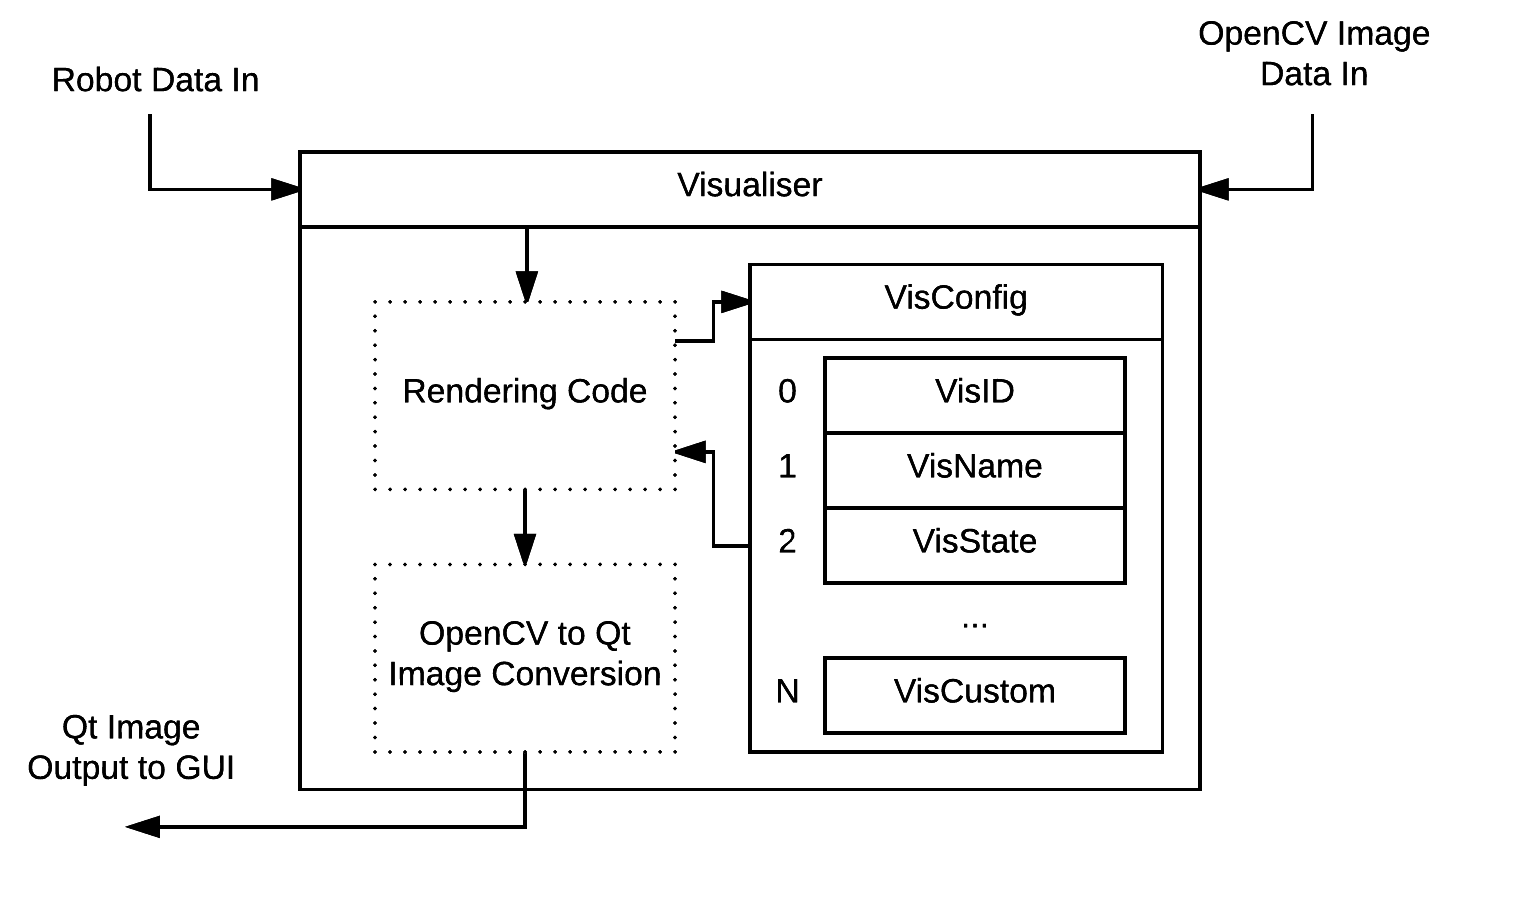 OpenCV Image
Data In
Robot Data In
Visualiser
VisConfig
Rendering Code
0
VisID
1
VisName
2
VisState
...
OpenCV to Qt
Image Conversion
N
VisCustom
Qt Image
Output to GUI